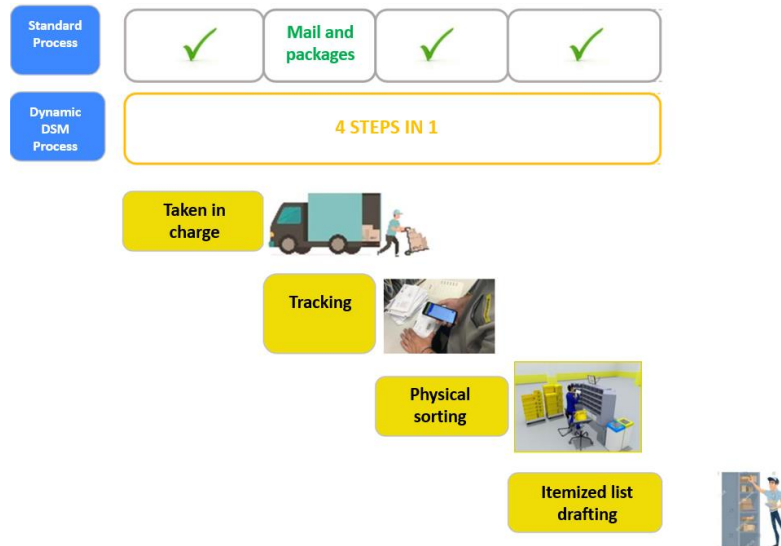 Standard
Process
Mail and
packages
Dynamic
DSM
Process
4 STEPS IN 1
Taken in
charge
Tracking
Physical
sorting
Itemized list
drafting